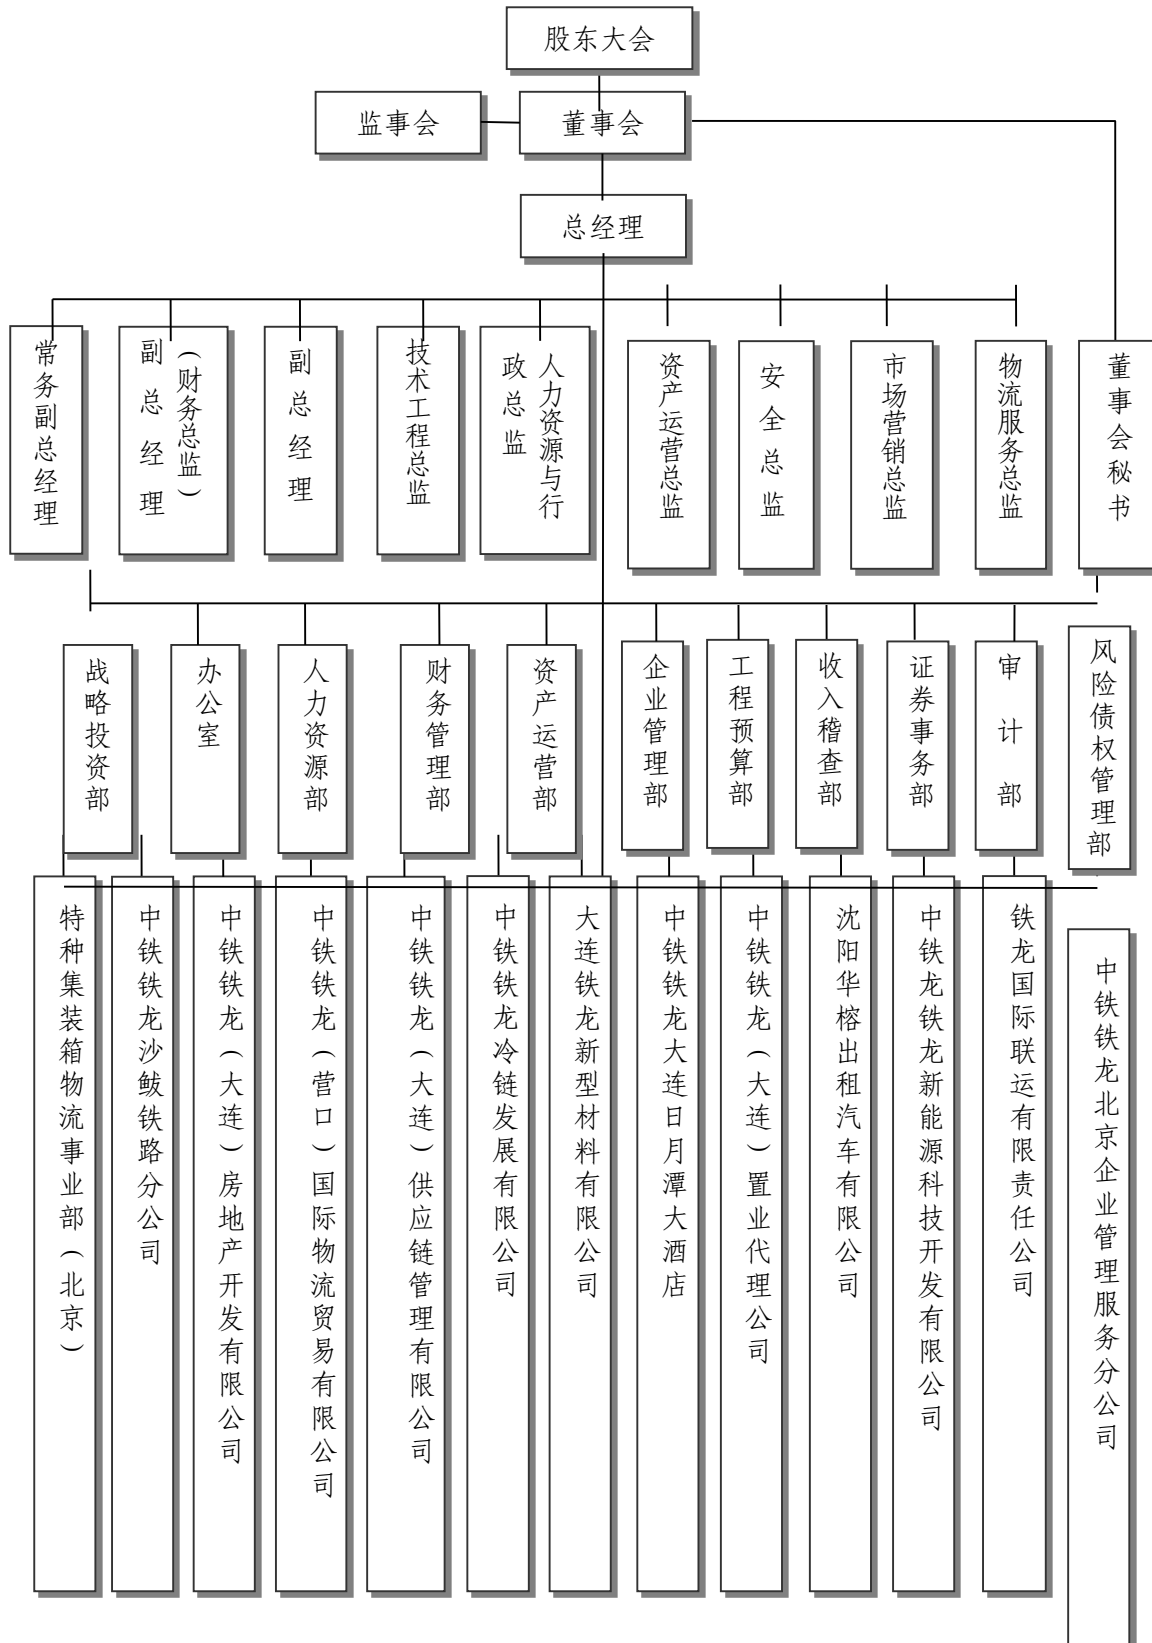 股东大会
监事会
董事会
总经理
常务副总经理
副总经理
（财务总监）
副总经理
技术工程总监
人力资源与行
政总监
资产运营总监
安全总监
市场营销总监
物流服务总监
董事会秘书
战略投资部
办公室
人力资源部
财务管理部
资产运营部
企业管理部
工程预算部
收入稽查部
证券事务部
审计部
风险债权管理部
特种集装箱物流事业部（北京）
中铁铁龙沙鲅铁路分公司
中铁铁龙（大连）房地产开发有限公司
中铁铁龙（营口）国际物流贸易有限公司
中铁铁龙（大连）供应链管理有限公司
中铁铁龙冷链发展有限公司
大连铁龙新型材料有限公司
中铁铁龙大连日月潭大酒店
中铁铁龙（大连）置业代理公司
沈阳华榕出租汽车有限公司
中铁龙铁龙新能源科技开发有限公司
铁龙国际联运有限责任公司
中铁铁龙北京企业管理服务分公司